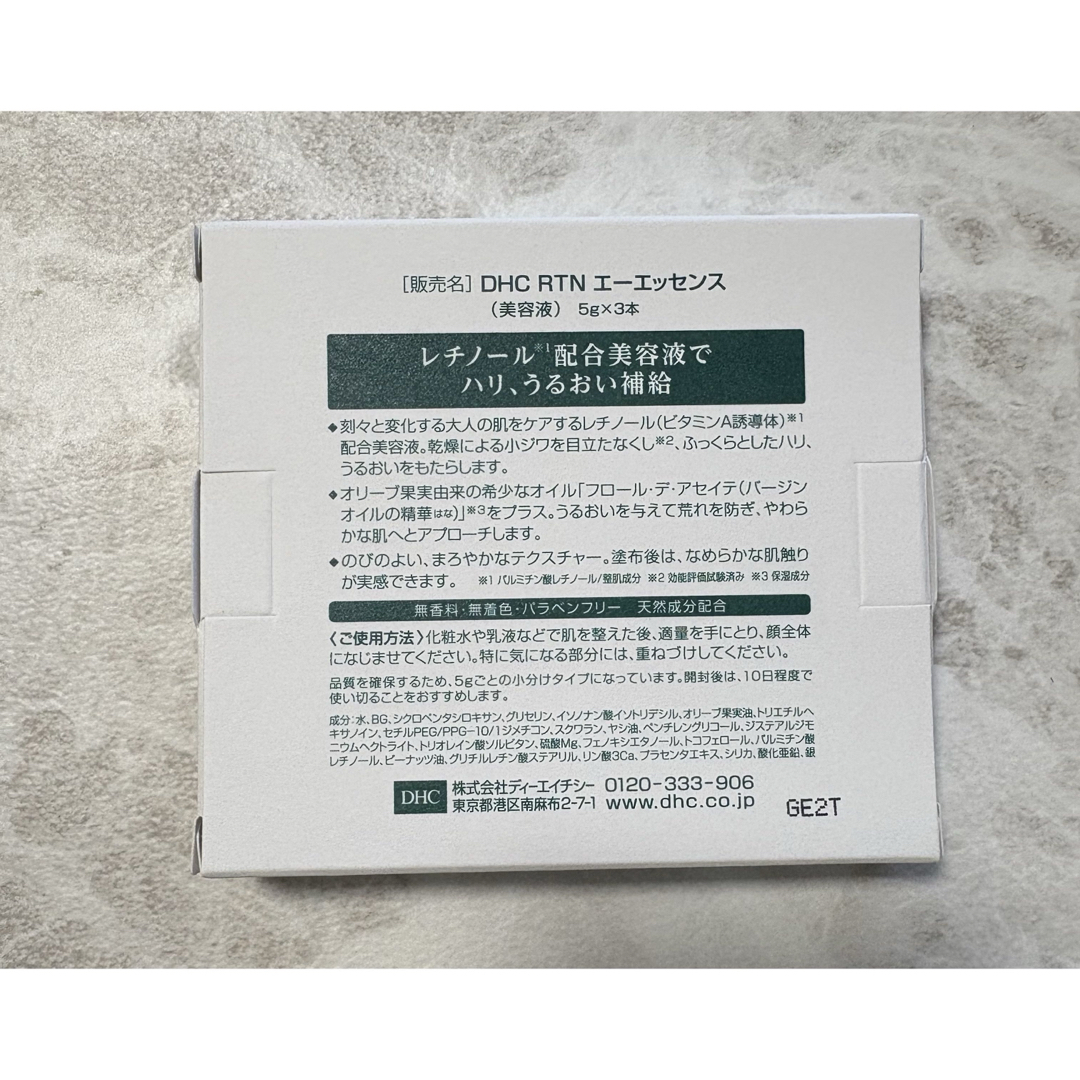 ［販売名］DHC RTN エーエッセンス
（美容液） 5g×3本
レチノール※1配合美容液で
ハリ、うるおい補給
◆刻々と変化する大人の肌をケアするレチノール（ビタミンA誘導体）※1
配合美容液。乾燥による小ジワを目立たなくし※2、ふっくらとしたハリ、
うるおいをもたらします。
◆オリーブ果実由来の希少なオイル「フロール・デ・アセイテ（バージン
オイルの精華はな）」※3をプラス。うるおいを与えて荒れを防ぎ、やわら
かな肌へとアプローチします。
◆のびのよい、まろやかなテクスチャー。塗布後は、なめらかな肌触り
が実感できます。 ※1 パルミチン酸レチノール/整肌成分 ※2 効能評価試験済み ※3 保湿成分
無香料・無着色・パラベンフリー 天然成分配合
〈ご使用方法〉化粧水や乳液などで肌を整えた後、適量を手にとり、顔全体
になじませてください。特に気になる部分には、重ねづけしてください。
品質を確保するため、5gごとの小分けタイプになっています。開封後は、10日程度で
使い切ることをおすすめします。
成分：水、BG、シクロペンタシロキサン、グリセリン、イソノナン酸イソトリデシル、オリーブ果実油、トリエチルヘ
キサノイン、セチルPEG/PPG-10/1ジメチコン、スクワラン、ヤシ油、ペンチレングリコール、ジステアルジモ
ニウムヘクトライト、トリオレイン酸ソルビタン、硫酸Mg、フェノキシエタノール、トコフェロール、パルミチン酸
レチノール、ピーナッツ油、グリチルレチン酸ステアリル、リン酸3Ca、プラセンタエキス、シリカ、酸化亜鉛、銀
DHC 株式会社ディーエイチシー 0120-333-906
東京都港区南麻布2-7-1 www.dhc.co.jp
GE2T